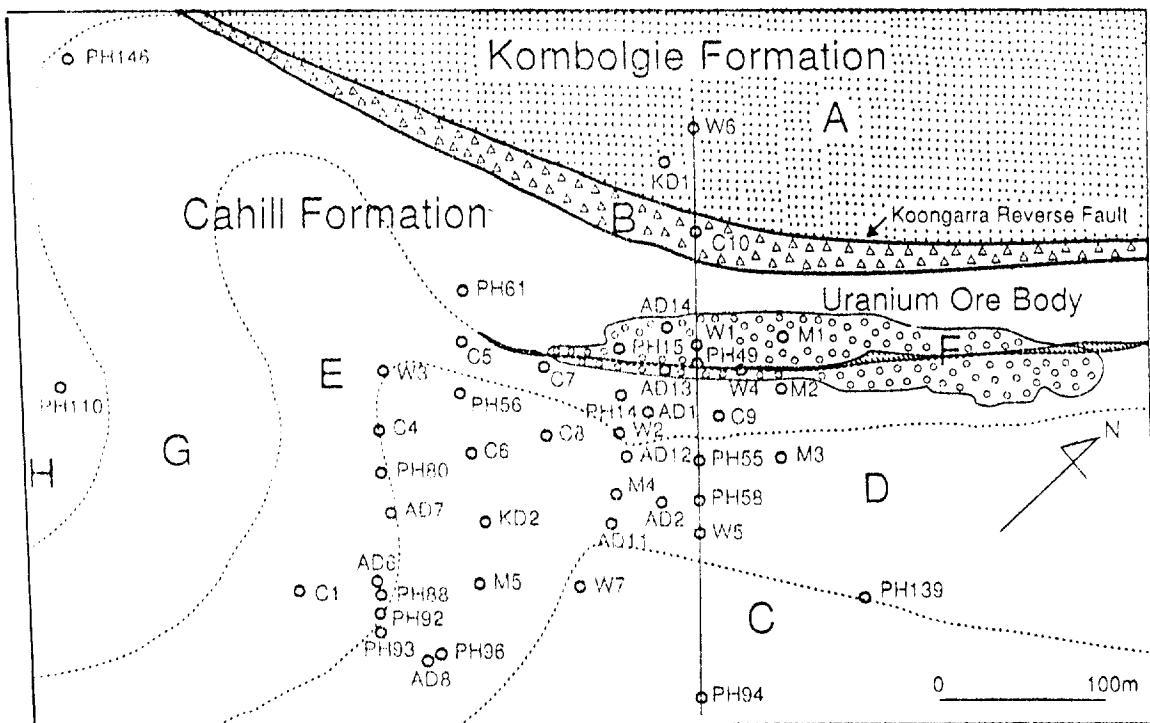 PH146
Kombolgie Formation
A
W6
KD1
Cahill Formation
B
Koongarra Reverse Fault
C10
PH61
Uranium Ore Body
AD14
W1
M1
PH15
PH49
F
C5
E
W3
C7
W4
M2
PH110
PH56
AD13
PH14
AD1
C9
C4
C8
W2
N
G
H
C6
AD12
PH55
M3
PH80
D
M4
AD7
KD2
AD2
PH58
AD11
W5
AD6
C1
PH88
M5
W7
PH139
PH92
C
PH93
PH96
AD8
PH94
0 100m